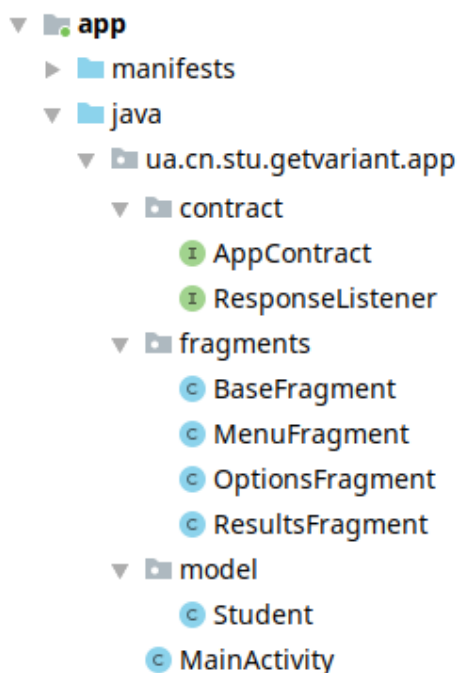 app
manifests
java
ua.cn.stu.getvariant.app
contract
I AppContract
I ResponseListener
fragments
C BaseFragment
C MenuFragment
C OptionsFragment
C ResultsFragment
model
C Student
C MainActivity